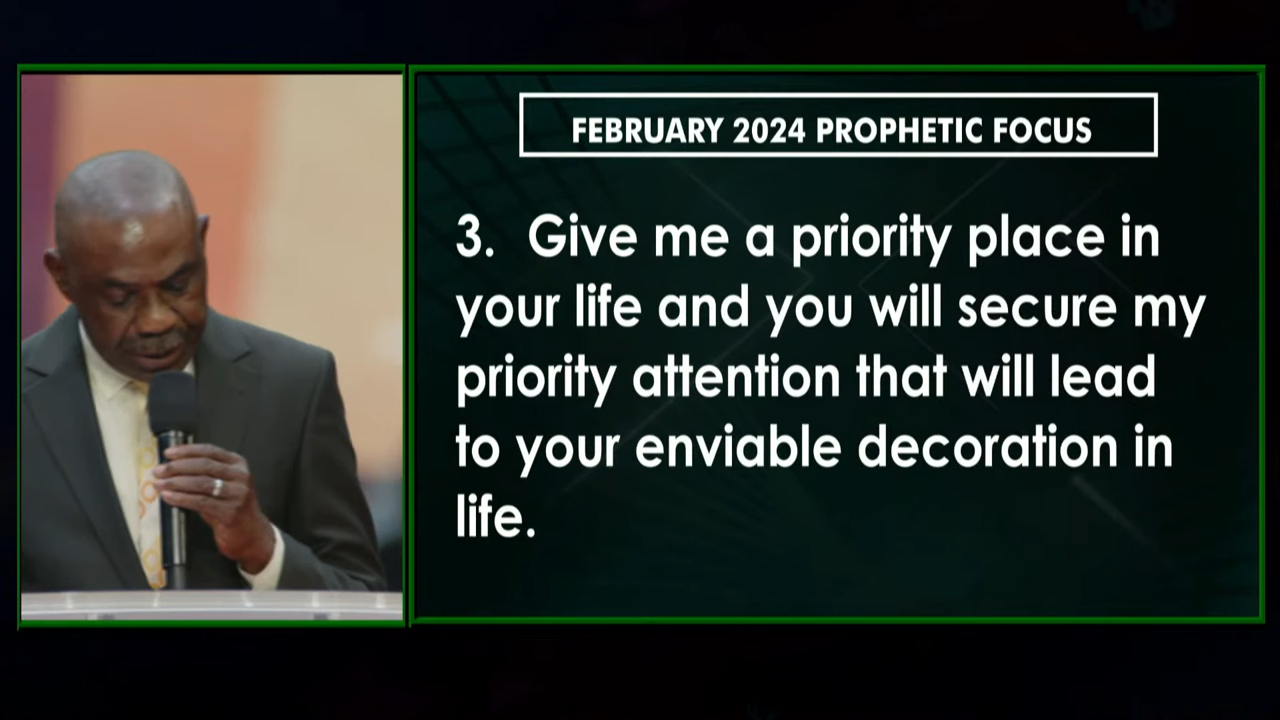 FEBRUARY 2024 PROPHETIC FOCUS
3. Give me a priority place in
your life and you will secure my
priority attention that will lead
to your enviable decoration in
life.